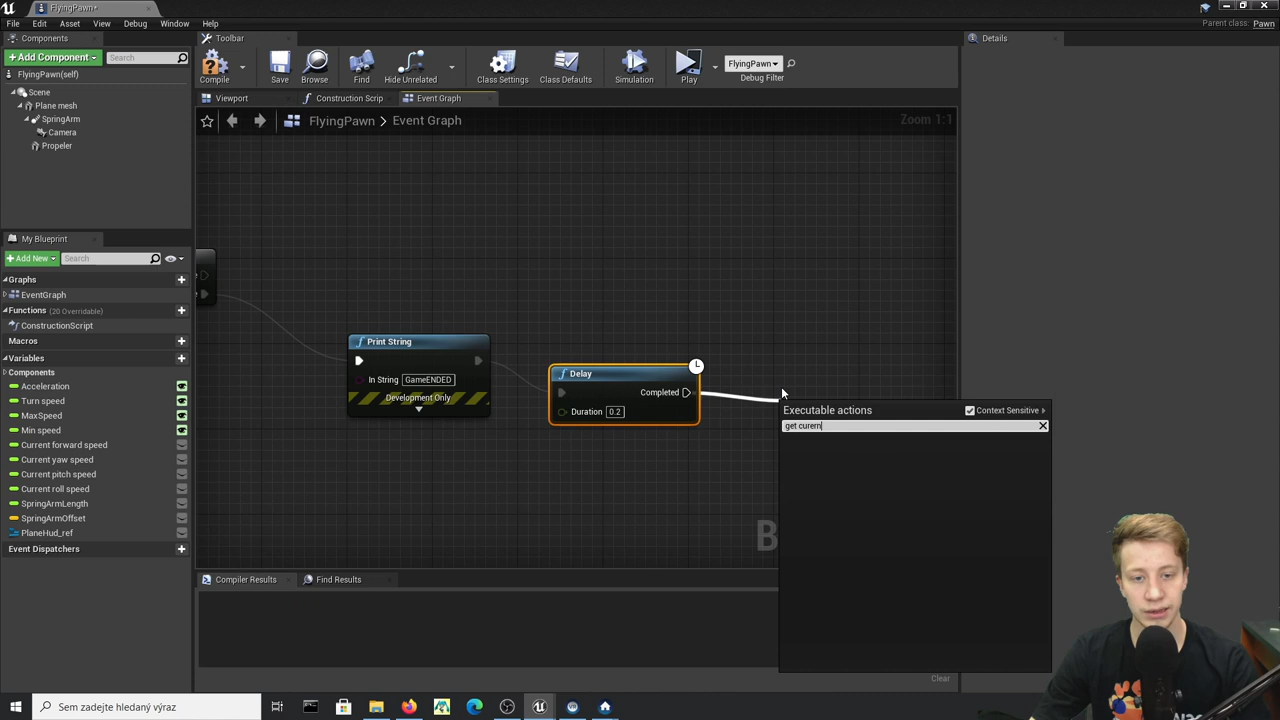 FlyingPawn*
File Edit Asset View Debug Window Help
Parent class: Pawn
Components
+ Add Component
Search
FlyingPawn(self)
Scene
Plane mesh
SpringArm
Camera
Propeler
Toolbar
Compile
Save
Browse
Find
Hide Unrelated
Class Settings
Class Defaults
Simulation
Play
FlyingPawn
Debug Filter
Details
Viewport
Construction Scrip
Event Graph
FlyingPawn > Event Graph
Zoom 1:1
My Blueprint
+ Add New
Search
Graphs
EventGraph
Functions (20 Overridable)
ConstructionScript
Macros
Variables
Components
Acceleration
Turn speed
MaxSpeed
Min speed
Current forward speed
Current yaw speed
Current pitch speed
Current roll speed
SpringArmLength
SpringArmOffset
PlaneHud_ref
Event Dispatchers
Print String
In String GameENDED
Development Only
Delay
Completed
Duration 0.2
Executable actions
Context Sensitive
get curern
B
Compiler Results
Find Results
Clear
Sem zadejte hledaný výraz